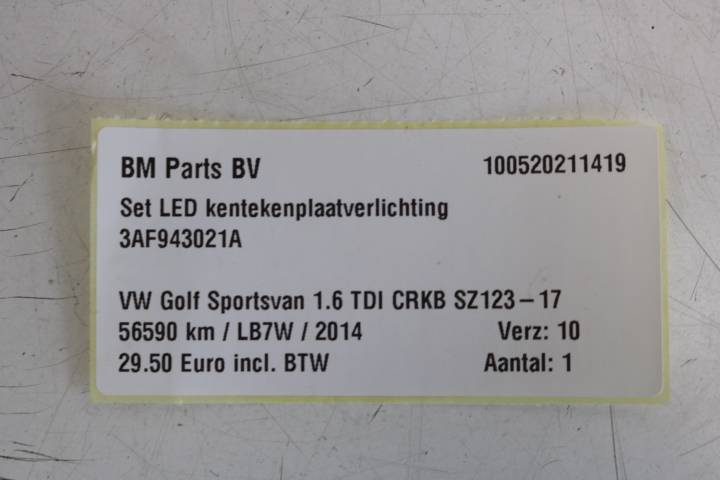 BM Parts BV 100520211419
Set LED kentekenplaatverlichting
3AF943021A
VW Golf Sportsvan 1.6 TDI CRKB SZ123-17
56590 km / LB7W / 2014 Verz: 10
29.50 Euro incl. BTW Aantal: 1